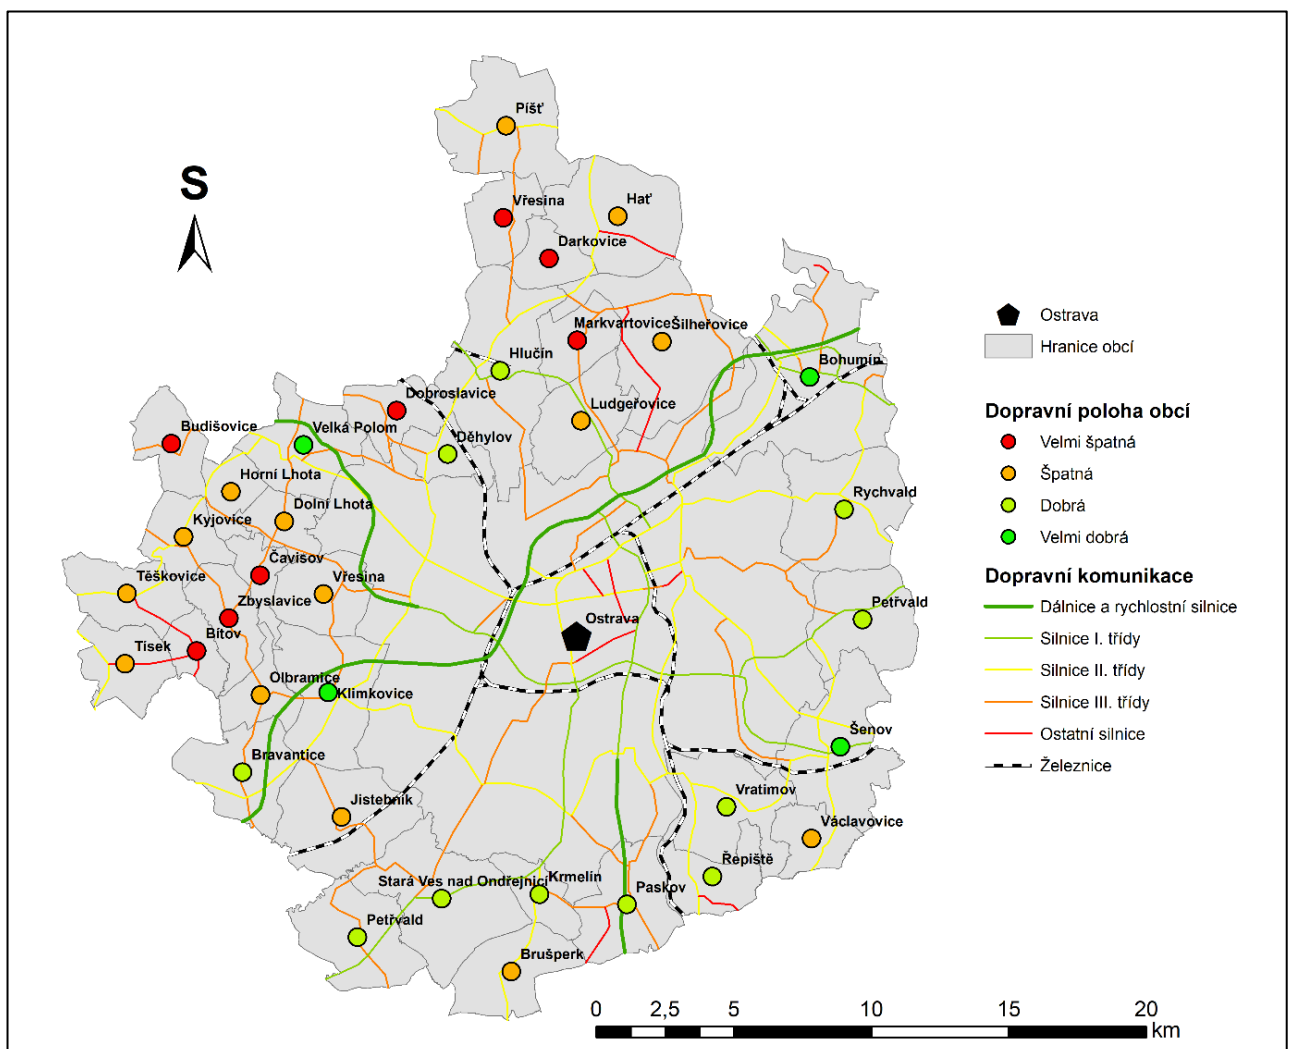 Píšť
S
Vřesina
Hať
Darkovice
Markvartovice
Šilheřovice
Hlučín
Bohumín
Dobroslavice
Ludgeřovice
Budišovice
Velká Polom
Děhylov
Horní Lhota
Rychvald
Dolní Lhota
Kyjovice
Čavisov
Těškovice
Vřesina
Zbyslavice
Petřvald
Ostrava
Bítov
Tísek
Olbramice
Klimkovice
Šenov
Bravantice
Vratimov
Jistebník
Václavovice
Řepiště
Stará Ves nad Ondřejnicí
Krmelín
Paskov
Petřvald
Brušperk
Ostrava
Hranice obcí
Dopravní poloha obcí
Velmi špatná
Špatná
Dobrá
Velmi dobrá
Dopravní komunikace
Dálnice a rychlostní silnice
Silnice I. třídy
Silnice II. třídy
Silnice III. třídy
Ostatní silnice
Železnice
0 2,5 5 10 15 20
km